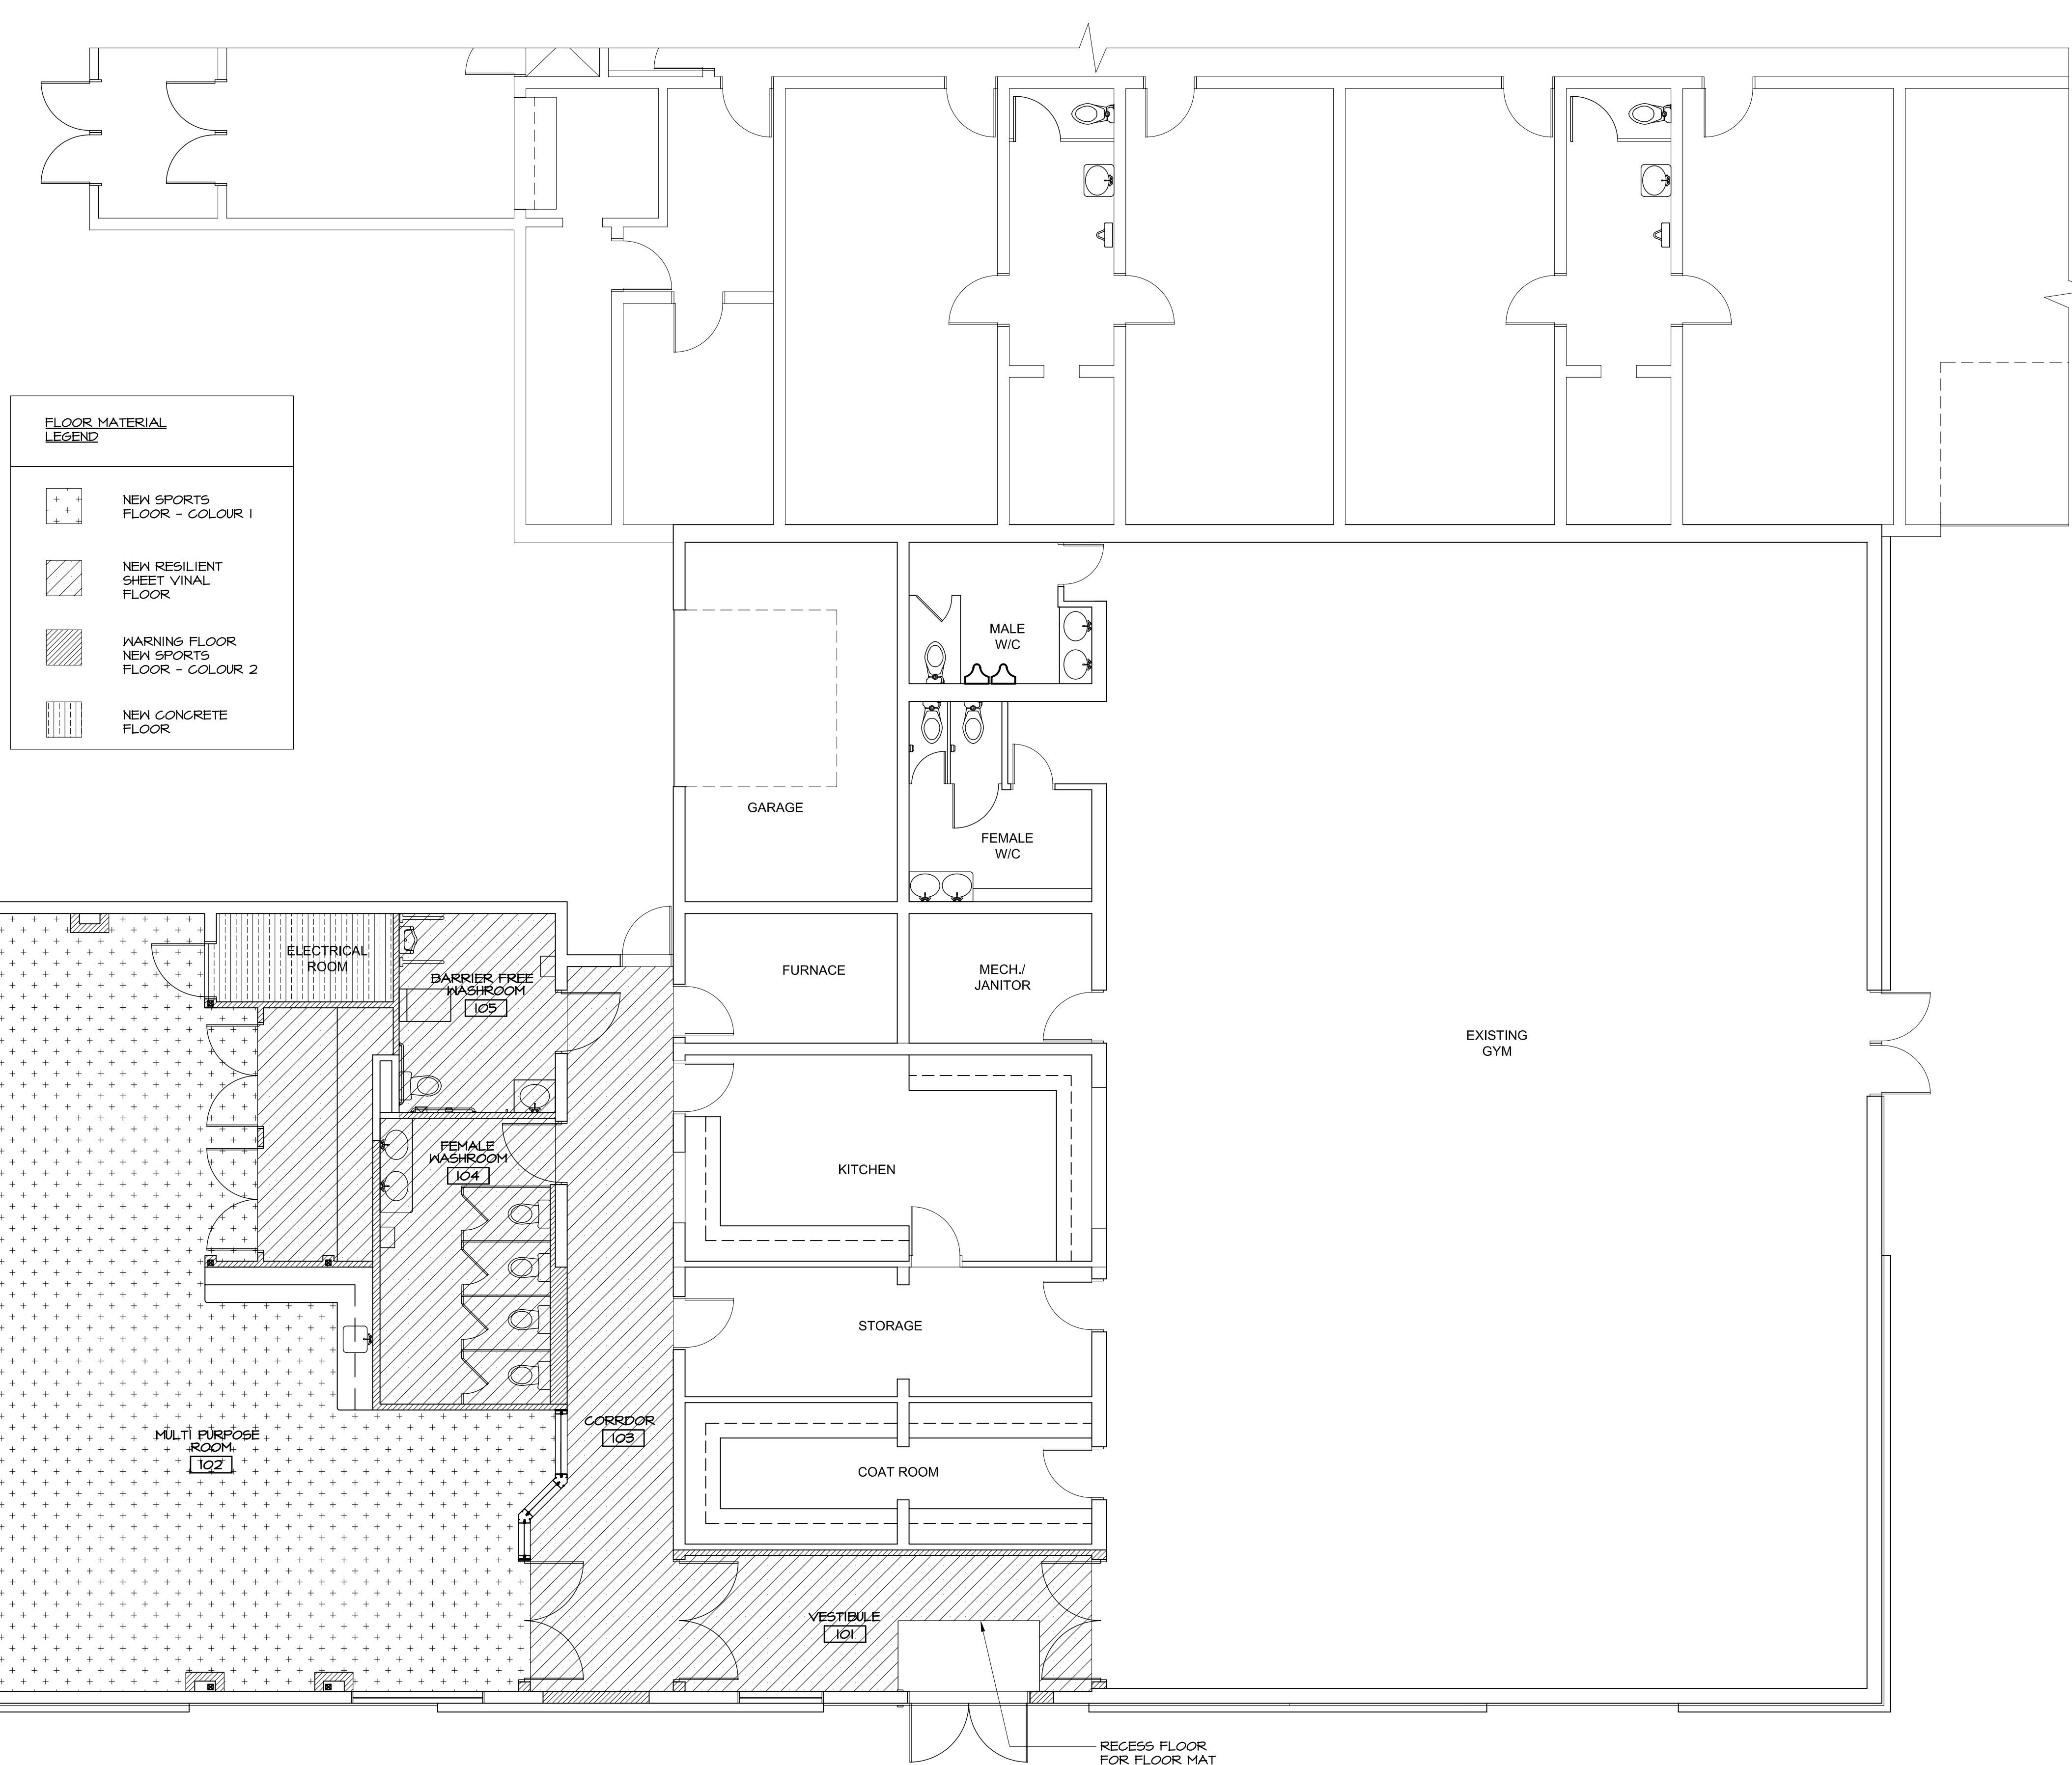 FLOOR MATERIAL
LEGEND
NEW SPORTS
FLOOR - COLOUR 1
NEW RESILIENT
SHEET VINAL
FLOOR
WARNING FLOOR
NEW SPORTS
FLOOR - COLOUR 2
NEW CONCRETE
FLOOR
MALE
W/C
GARAGE
FEMALE
W/C
ELECTRICAL
ROOM
BARRIER FREE
WASHROOM
105
FURNACE
MECH./
JANITOR
EXISTING
GYM
FEMALE
WASHROOM
104
KITCHEN
STORAGE
CORRDOR
103
MULTI PURPOSE
ROOM
102
COAT ROOM
VESTIBULE
101
RECESS FLOOR
FOR FLOOR MAT